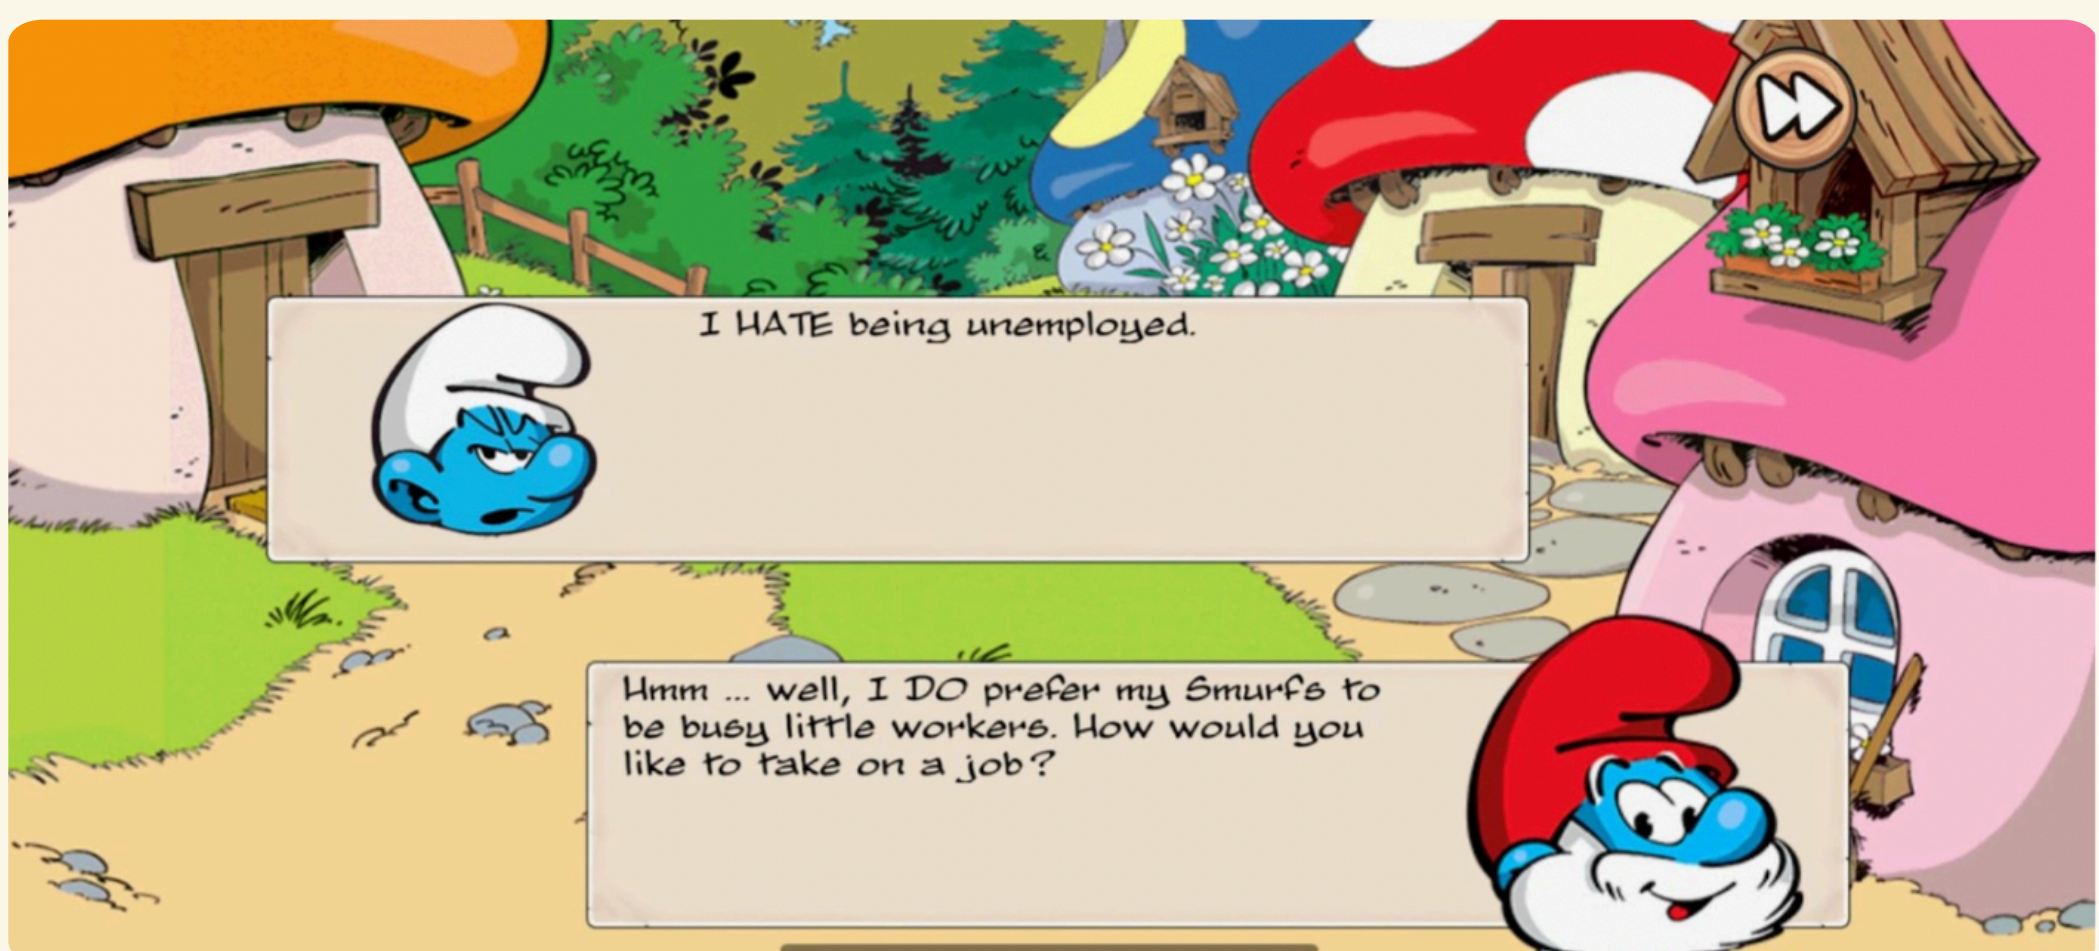 I HATE being unemployed.
Hmm ... well, I DO prefer my Smurfs to
be busy little workers. How would you
like to take on a job?